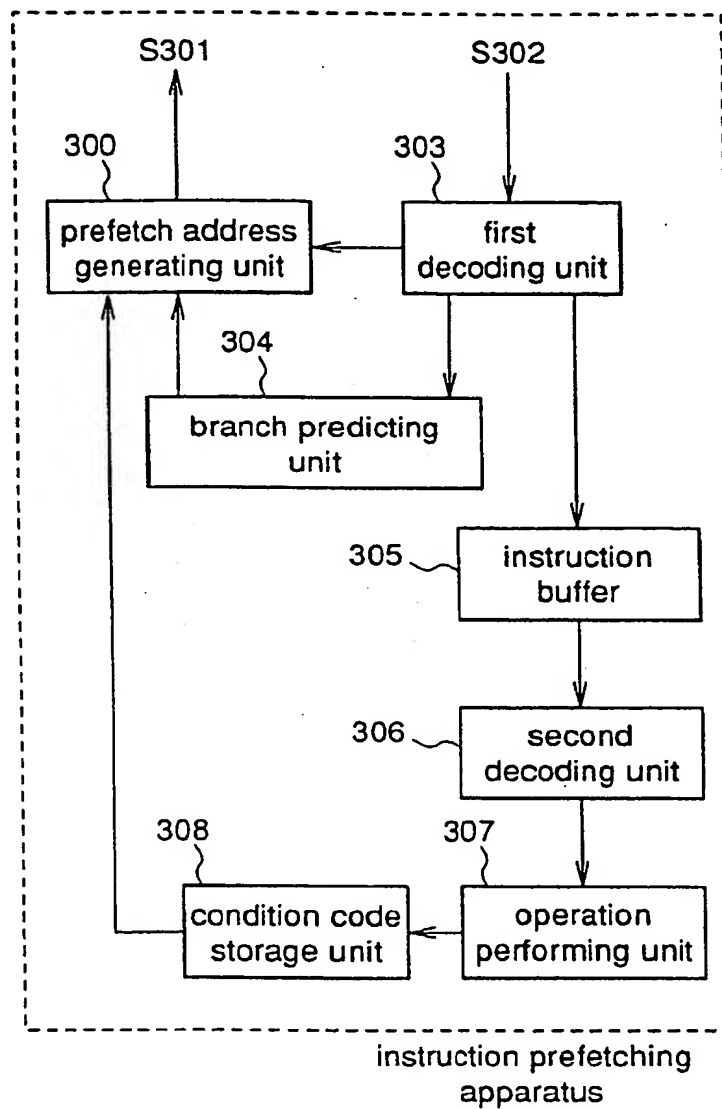 S301
S302
300
303
prefetch address
generating unit
first
decoding unit
304
branch predicting
unit
305
instruction
buffer
306
second
decoding unit
308
307
condition code
storage unit
operation
performing unit
instruction prefetching
apparatus